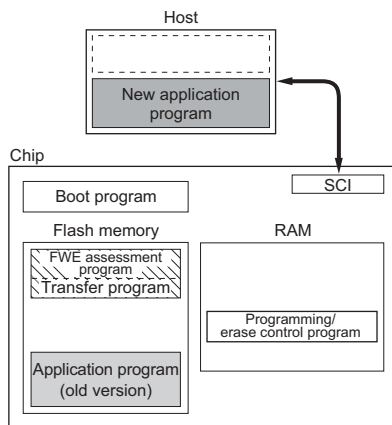 Host
New application
program
Chip
SCI
Boot program
Flash memory
RAM
FWE assessment
program
Transfer program
Programming/
erase control program
Application program
(old version)